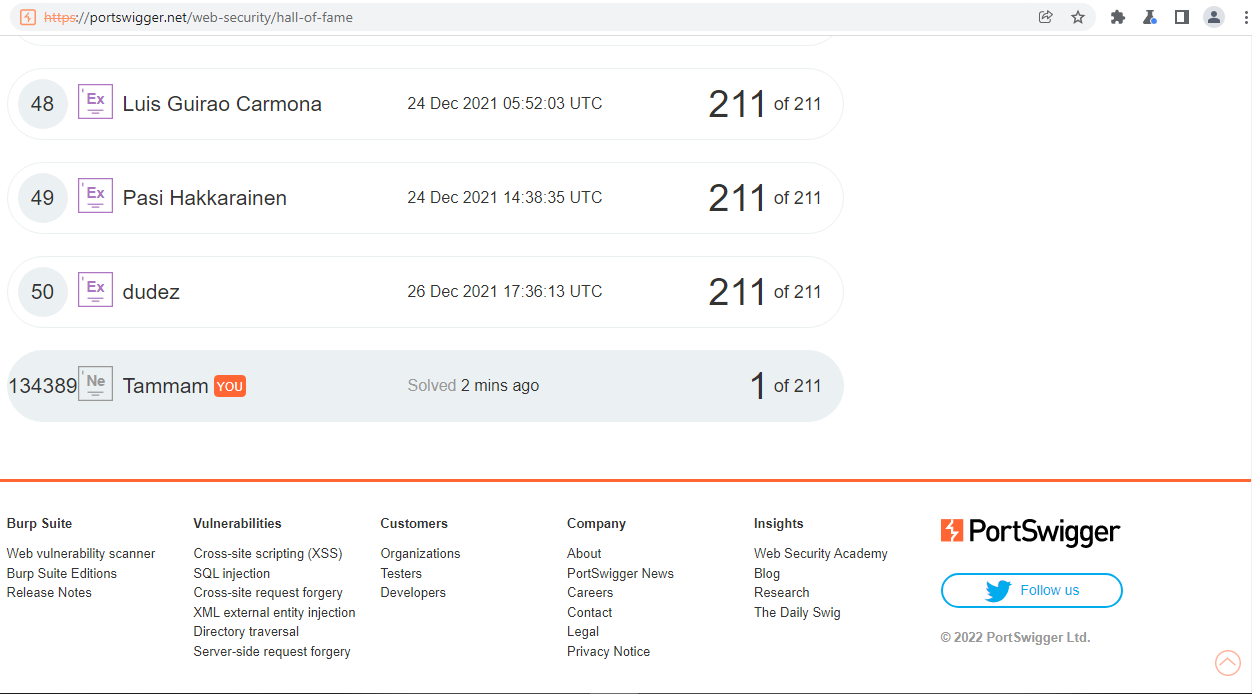 https://portswigger.net/web-security/hall-of-fame
48 Ex Luis Guirao Carmona 24 Dec 2021 05:52:03 UTC 211 of 211
49 Ex Pasi Hakkarainen 24 Dec 2021 14:38:35 UTC 211 of 211
50 Ex dudez 26 Dec 2021 17:36:13 UTC 211 of 211
134389 Ne Tammam YOU Solved 2 mins ago 1 of 211
Burp Suite
Web vulnerability scanner
Burp Suite Editions
Release Notes
Vulnerabilities
Cross-site scripting (XSS)
SQL injection
Cross-site request forgery
XML external entity injection
Directory traversal
Server-side request forgery
Customers
Organizations
Testers
Developers
Company
About
PortSwigger News
Careers
Contact
Legal
Privacy Notice
Insights
Web Security Academy
Blog
Research
The Daily Swig
PortSwigger
Follow us
© 2022 PortSwigger Ltd.